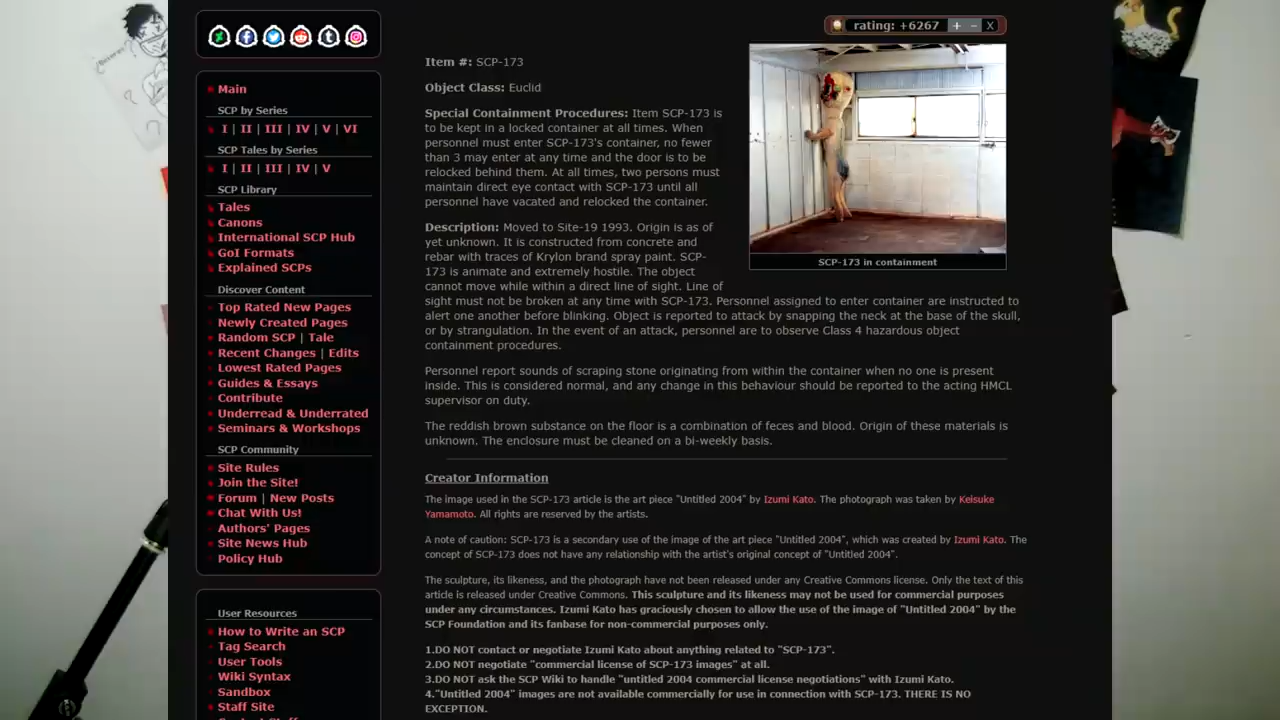 Main
SCP by Series
I | II | III | IV | V | VI
SCP Tales by Series
I | II | III | IV | V
SCP Library
Tales
Canons
International SCP Hub
GoI Formats
Explained SCPs
Discover Content
Top Rated New Pages
Newly Created Pages
Random SCP | Tale
Recent Changes | Edits
Lowest Rated Pages
Guides & Essays
Contribute
Underread & Underrated
Seminars & Workshops
SCP Community
Site Rules
Join the Site!
Forum | New Posts
Chat With Us!
Authors' Pages
Site News Hub
Policy Hub
User Resources
How to Write an SCP
Tag Search
User Tools
Wiki Syntax
Sandbox
Staff Site
rating: +6267 + − X
Item #: SCP-173
Object Class: Euclid
Special Containment Procedures: Item SCP-173 is
to be kept in a locked container at all times. When
personnel must enter SCP-173's container, no fewer
than 3 may enter at any time and the door is to be
relocked behind them. At all times, two persons must
maintain direct eye contact with SCP-173 until all
personnel have vacated and relocked the container.
SCP-173 in containment
Description: Moved to Site-19 1993. Origin is as of
yet unknown. It is constructed from concrete and
rebar with traces of Krylon brand spray paint. SCP-
173 is animate and extremely hostile. The object
cannot move while within a direct line of sight. Line of
sight must not be broken at any time with SCP-173. Personnel assigned to enter container are instructed to
alert one another before blinking. Object is reported to attack by snapping the neck at the base of the skull,
or by strangulation. In the event of an attack, personnel are to observe Class 4 hazardous object
containment procedures.
Personnel report sounds of scraping stone originating from within the container when no one is present
inside. This is considered normal, and any change in this behaviour should be reported to the acting HMCL
supervisor on duty.
The reddish brown substance on the floor is a combination of feces and blood. Origin of these materials is
unknown. The enclosure must be cleaned on a bi-weekly basis.
Creator Information
The image used in the SCP-173 article is the art piece "Untitled 2004" by Izumi Kato. The photograph was taken by Keisuke
Yamamoto. All rights are reserved by the artists.
A note of caution: SCP-173 is a secondary use of the image of the art piece "Untitled 2004", which was created by Izumi Kato. The
concept of SCP-173 does not have any relationship with the artist's original concept of "Untitled 2004".
The sculpture, its likeness, and the photograph have not been released under any Creative Commons license. Only the text of this
article is released under Creative Commons. This sculpture and its likeness may not be used for commercial purposes
under any circumstances. Izumi Kato has graciously chosen to allow the use of the image of "Untitled 2004" by the
SCP Foundation and its fanbase for non-commercial purposes only.
1.DO NOT contact or negotiate Izumi Kato about anything related to "SCP-173".
2.DO NOT negotiate "commercial license of SCP-173 images" at all.
3.DO NOT ask the SCP Wiki to handle "untitled 2004 commercial license negotiations" with Izumi Kato.
4."Untitled 2004" images are not available commercially for use in connection with SCP-173. THERE IS NO
EXCEPTION.